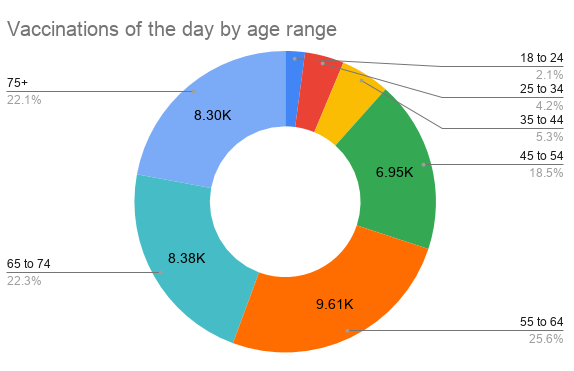 Vaccinations of the day by age range
18 to 24
2.1%
25 to 34
4.2%
35 to 44
5.3%
45 to 54
18.5%
55 to 64
25.6%
65 to 74
22.3%
75+
22.1%
8.30K
6.95K
8.38K
9.61K